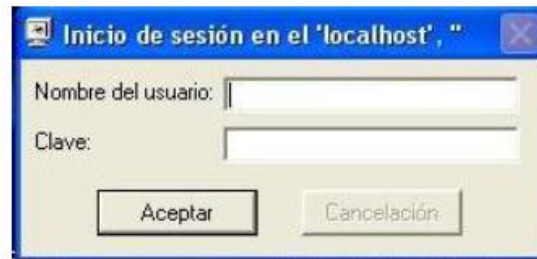 Inicio de sesión en el 'localhost', ''
Nombre del usuario:
Clave:
Aceptar
Cancelación